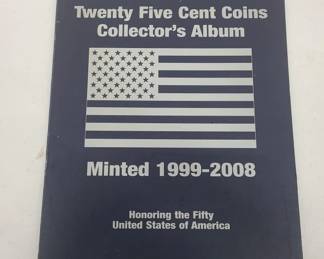 Twenty Five Cent Coins
Collector's Album
Minted 1999-2008
Honoring the Fifty
United States of America